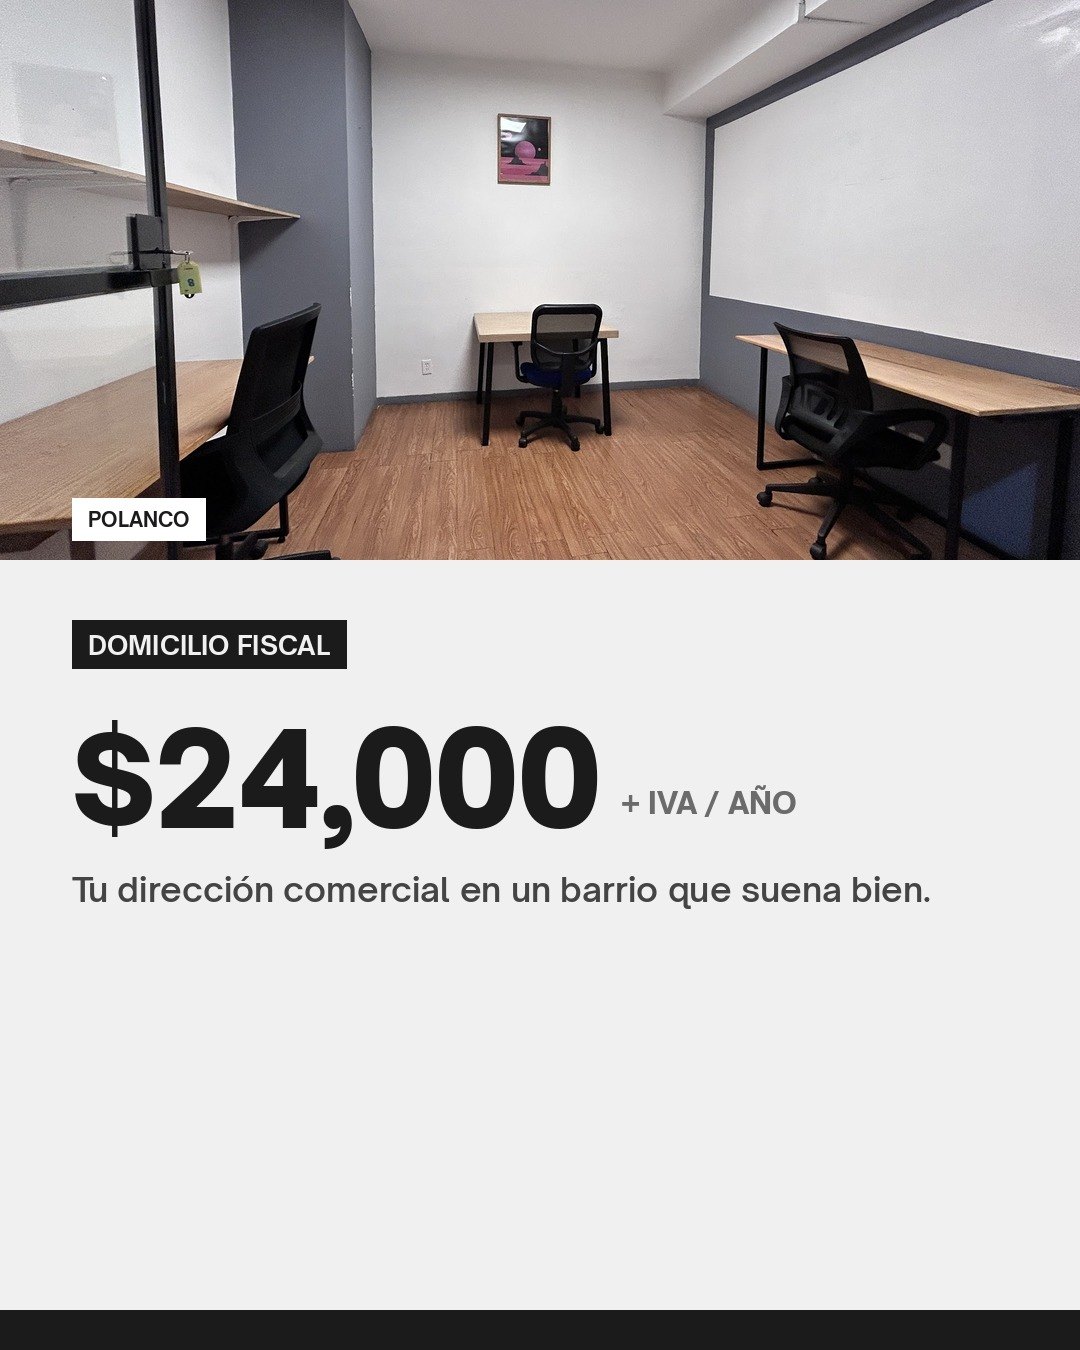 POLANCO
DOMICILIO FISCAL
$24,000 + IVA / AÑO
Tu dirección comercial en un barrio que suena bien.